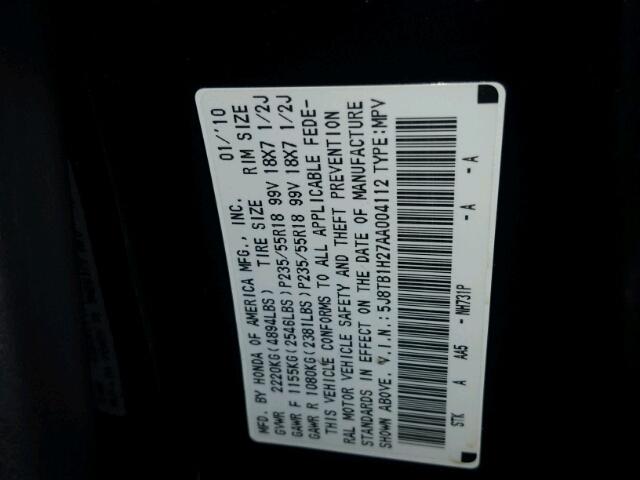 MFD. BY HONDA OF AMERICA MFG., INC. 01/'10
TIRE SIZE RIM SIZE
GVWR 2220KG(4894LBS)
GAWR F 1155KG(2546LBS)P235/55R18 99V 18X7 1/2J
GAWR R 1080KG(2381LBS)P235/55R18 99V 18X7 1/2J
THIS VEHICLE CONFORMS TO ALL APPLICABLE FEDE-
RAL MOTOR VEHICLE SAFETY AND THEFT PREVENTION
STANDARDS IN EFFECT ON THE DATE OF MANUFACTURE
SHOWN ABOVE. V.I.N.:5J8TB1H27AA004112 TYPE:MPV
STK A AA5 - NH731P - A - A